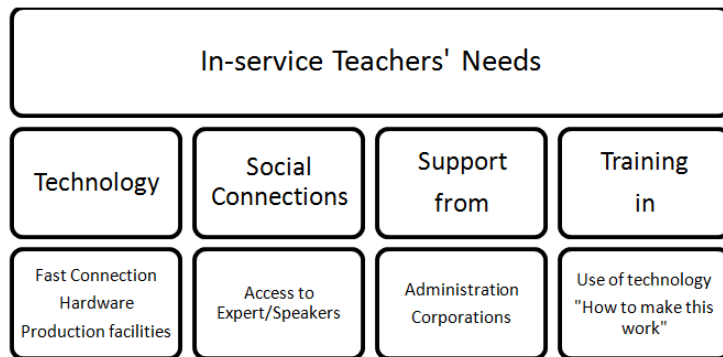 In-service Teachers' Needs
Technology
Social
Connections
Support
from
Training
in
Fast Connection
Hardware
Production facilities
Access to
Expert/Speakers
Administration
Corporations
Use of technology
"How to make this
work"